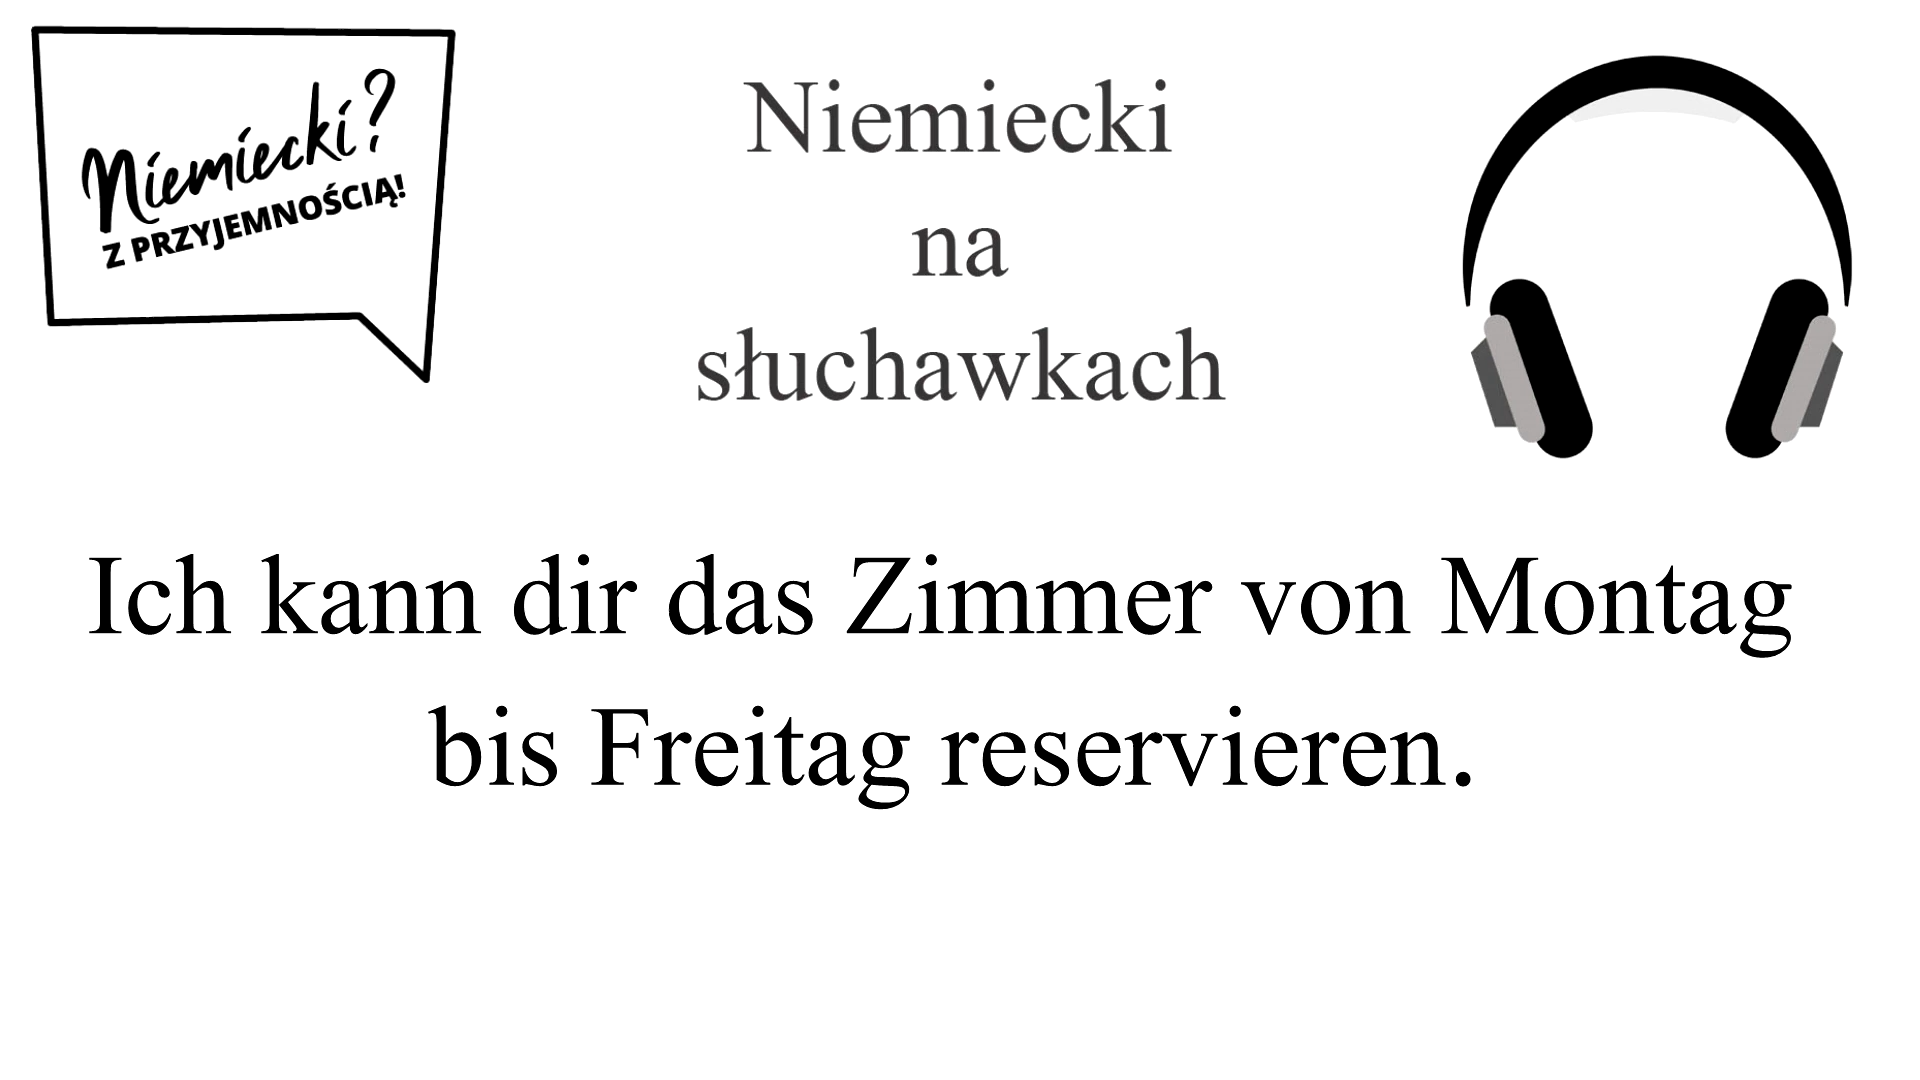 Niemiecki?
Z PRZYJEMNOŚCIĄ!
Niemiecki
na
słuchawkach
Ich kann dir das Zimmer von Montag
bis Freitag reservieren.